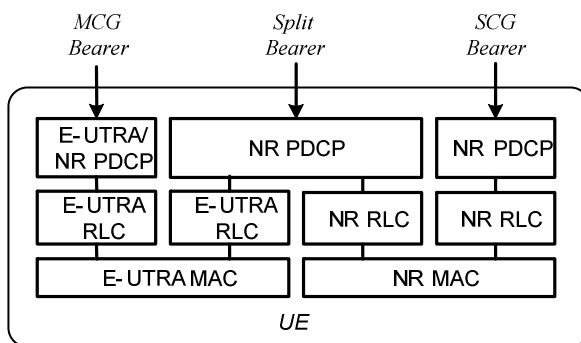 MCG
Bearer
Split
Bearer
SCG
Bearer
E-UTRA/
NR PDCP
NR PDCP
NR PDCP
E-UTRA
RLC
E-UTRA
RLC
NR RLC
NR RLC
E-UTRA MAC
NR MAC
UE